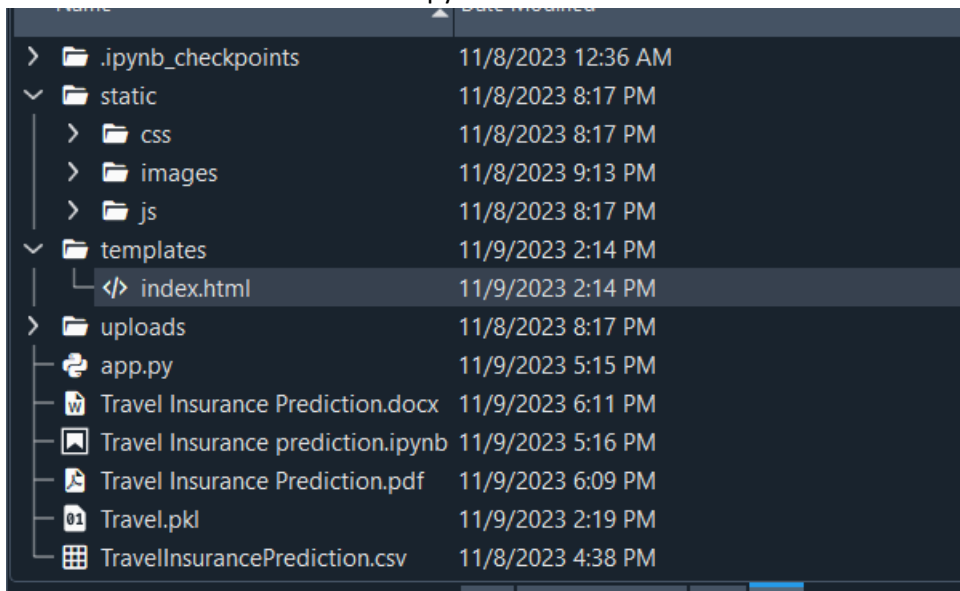 Name Date Modified
.ipynb_checkpoints 11/8/2023 12:36 AM
static 11/8/2023 8:17 PM
css 11/8/2023 8:17 PM
images 11/8/2023 9:13 PM
js 11/8/2023 8:17 PM
templates 11/9/2023 2:14 PM
index.html 11/9/2023 2:14 PM
uploads 11/8/2023 8:17 PM
app.py 11/9/2023 5:15 PM
Travel Insurance Prediction.docx 11/9/2023 6:11 PM
Travel Insurance prediction.ipynb 11/9/2023 5:16 PM
Travel Insurance Prediction.pdf 11/9/2023 6:09 PM
Travel.pkl 11/9/2023 2:19 PM
TravelInsurancePrediction.csv 11/8/2023 4:38 PM